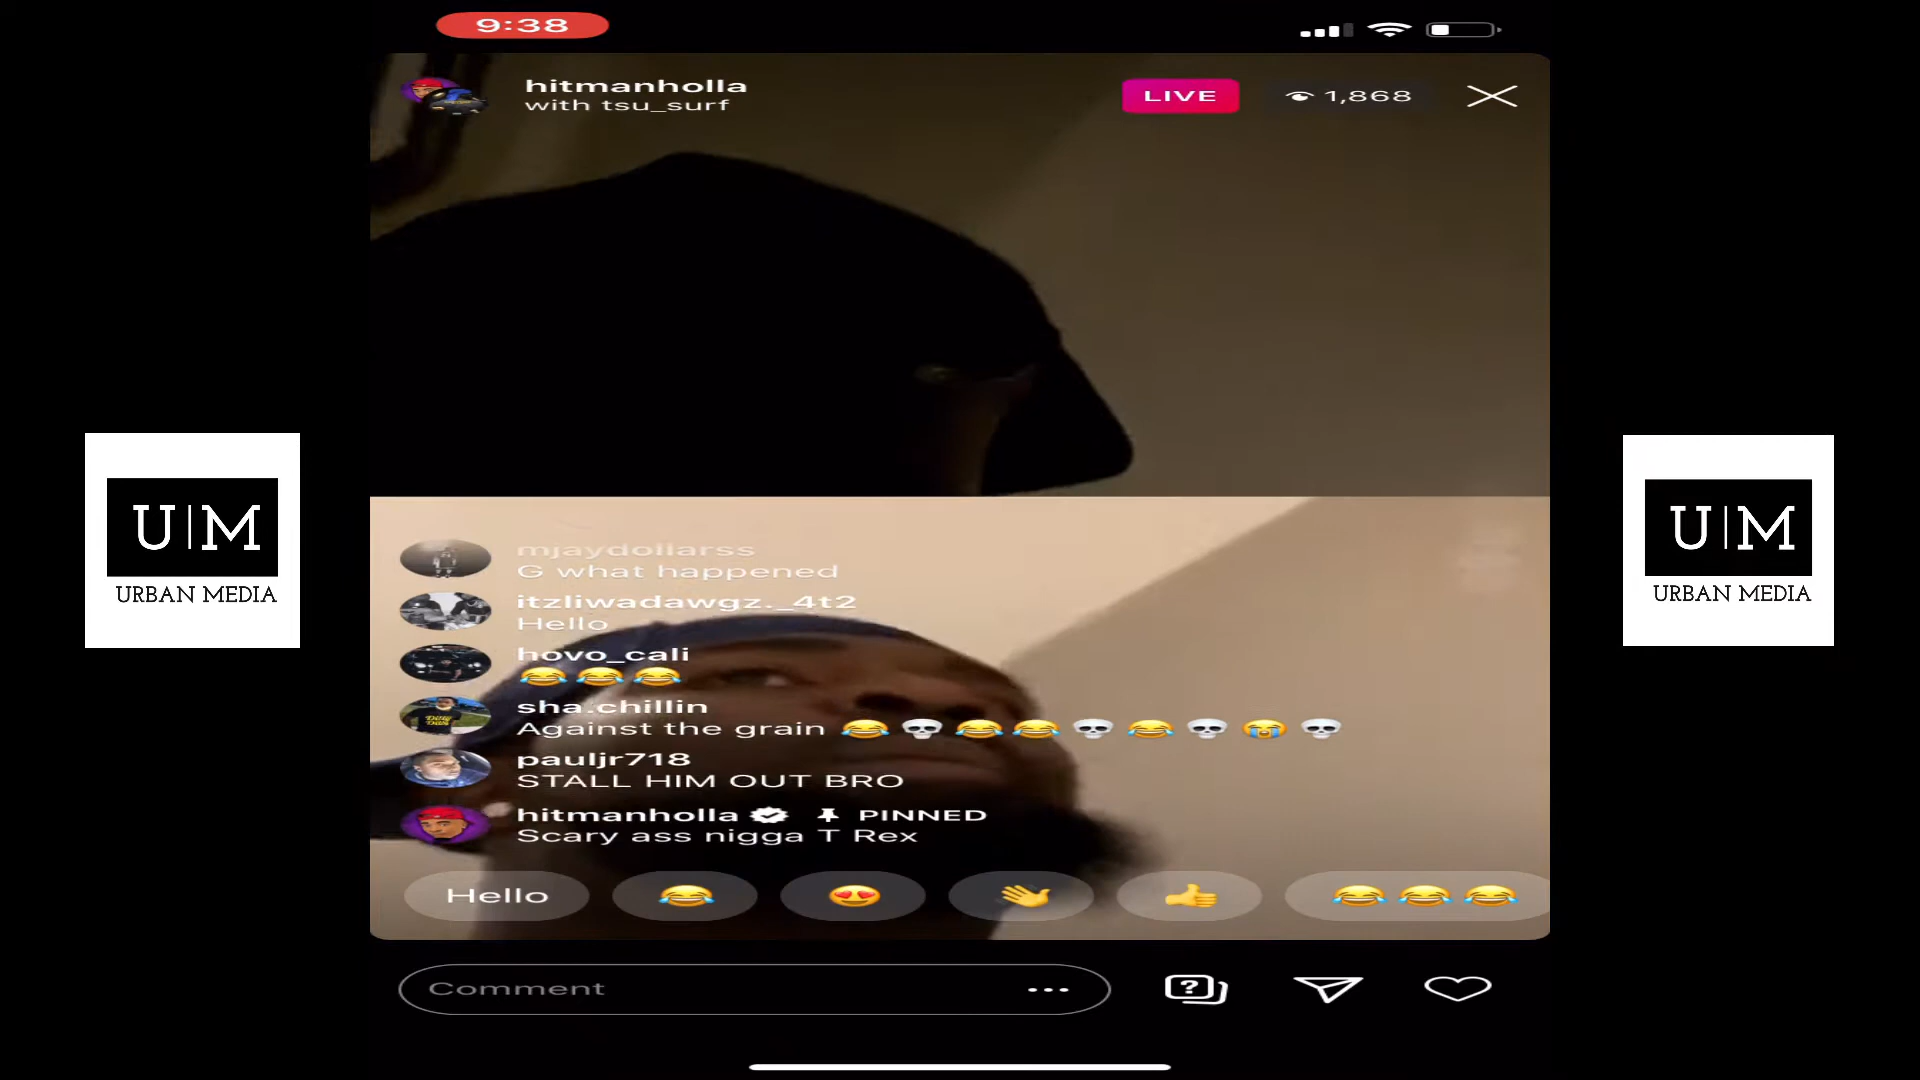 9:38
hitmanholla
with tsu_surf
LIVE
1,868
mjaydollarss
G what happened
itzliwadawgz._4t2
Hello
hovo_cali
😂😂😂
sha.chillin
Against the grain 😂💀😂😂💀😂💀😭💀
pauljr718
STALL HIM OUT BRO
hitmanholla PINNED
Scary ass nigga T Rex
Hello 😂 😍 👋 👍 😂😂😂
Comment
U|M
URBAN MEDIA
U|M
URBAN MEDIA